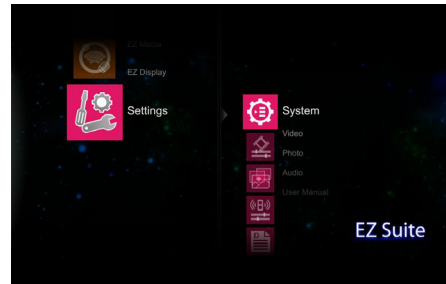 EZ Media
EZ Display
Settings
System
Video
Photo
Audio
User Manual
EZ Suite